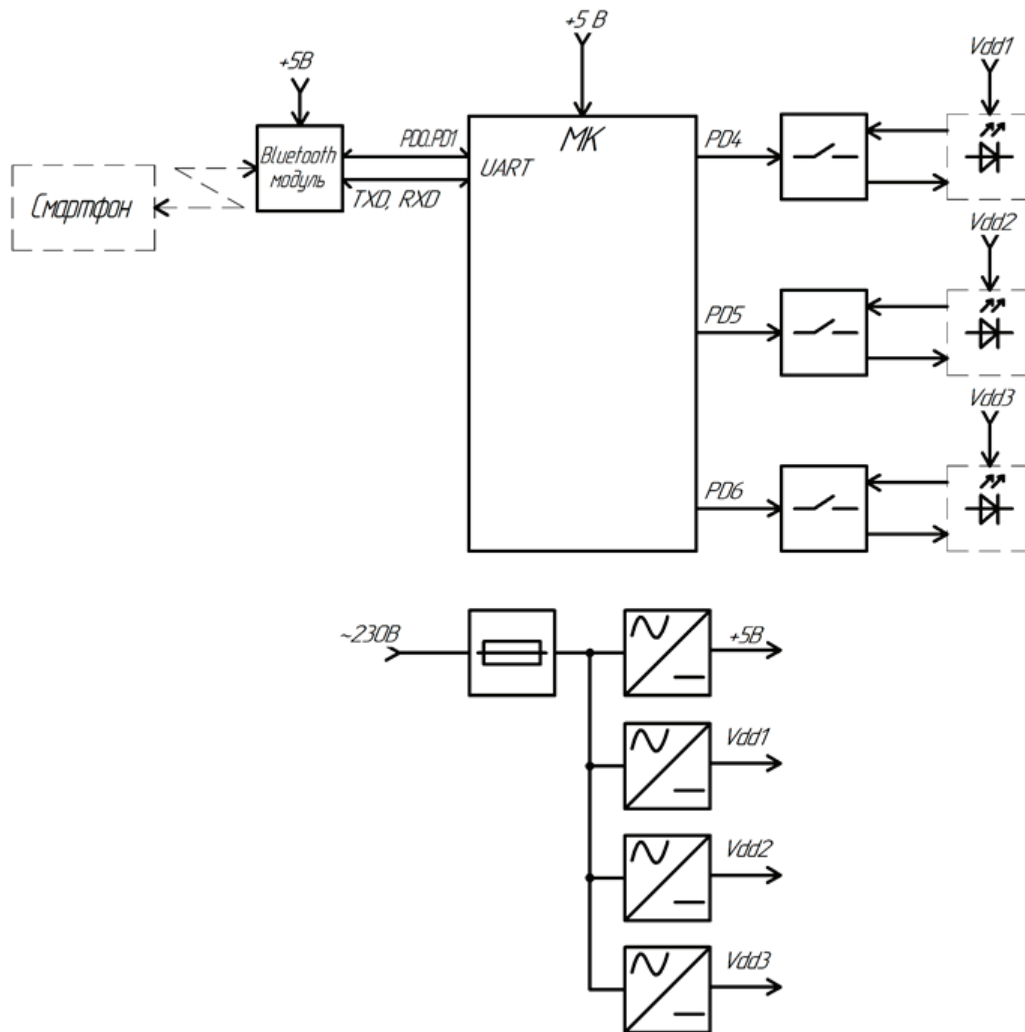 +5 В
+5В
Vdd1
Bluetooth
модуль
PD0..PD1
TXD, RXD
UART
МК
PD4
Смартфон
Vdd2
PD5
Vdd3
PD6
~230В
+5В
Vdd1
Vdd2
Vdd3